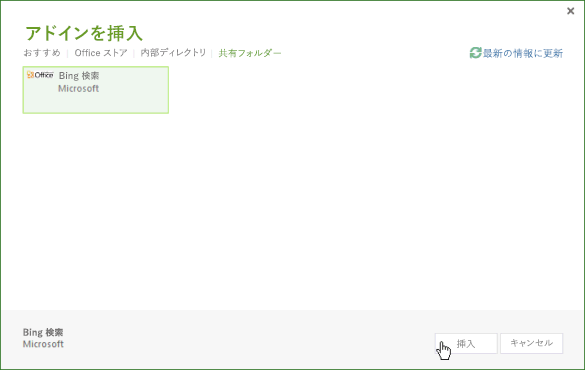 アドインを挿入
おすすめ | Office ストア | 内部ディレクトリ | 共有フォルダー
最新の情報に更新
Office Bing 検索
Microsoft
Bing 検索
Microsoft
挿入 キャンセル